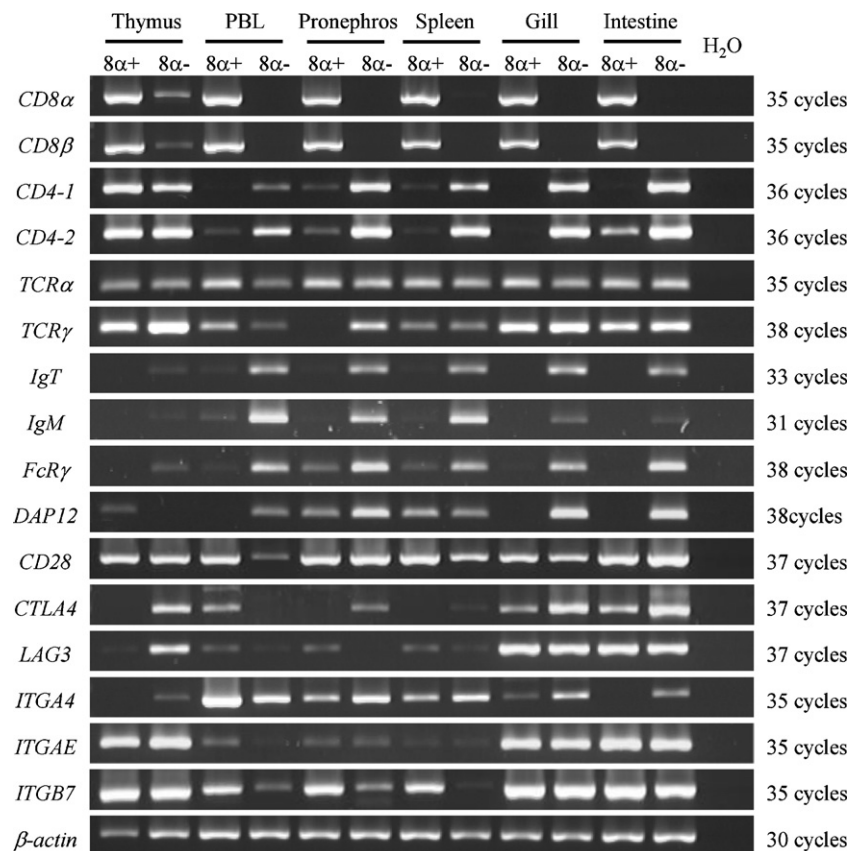 Thymus PBL Pronephros Spleen Gill Intestine H₂O
8α+ 8α- 8α+ 8α- 8α+ 8α- 8α+ 8α- 8α+ 8α- 8α+ 8α-
CD8α 35 cycles
CD8β 35 cycles
CD4-1 36 cycles
CD4-2 36 cycles
TCRα 35 cycles
TCRγ 38 cycles
IgT 33 cycles
IgM 31 cycles
FcRγ 38 cycles
DAP12 38cycles
CD28 37 cycles
CTLA4 37 cycles
LAG3 37 cycles
ITGA4 35 cycles
ITGAE 35 cycles
ITGB7 35 cycles
β-actin 30 cycles